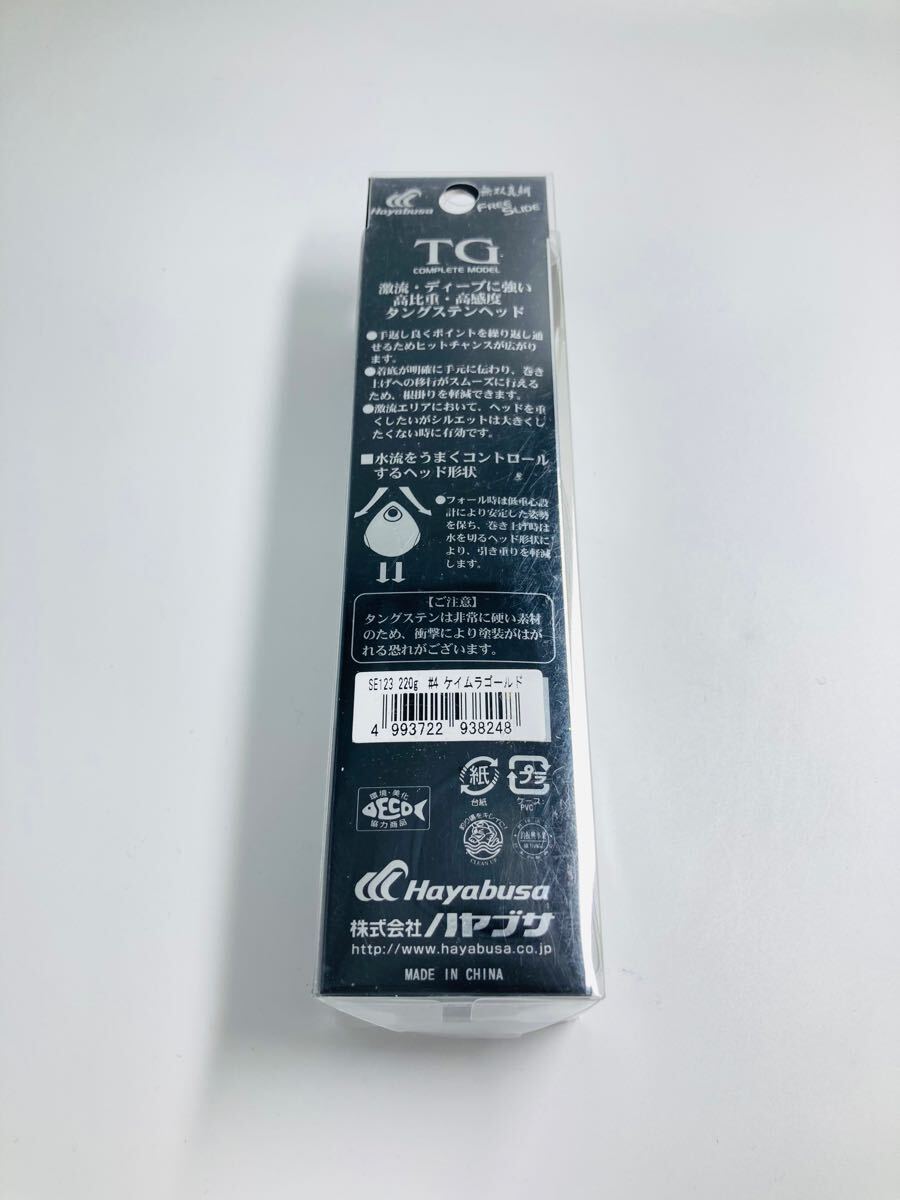 Hayabusa
無双真鯛
FREE SLIDE
TG
COMPLETE MODEL
激流・ディープに強い
高比重・高感度
タングステンヘッド
●手返し良くポイントを繰り返し通
せるためヒットチャンスが広がり
ます。
●着底が明確に手元に伝わり、巻き
上げへの移行がスムーズに行える
ため、根掛りを軽減できます。
●激流エリアにおいて、ヘッドを重
くしたいがシルエットは大きくし
たくない時に有効です。
■水流をうまくコントロール
するヘッド形状
●フォール時は低重心設
計により安定した姿勢
を保ち、巻き上げ時は
水を切るヘッド形状に
より、引き重りを軽減
します。
【ご注意】
タングステンは非常に硬い素材
のため、衝撃により塗装がはが
れる恐れがございます。
SE123 220g #4 ケイムラゴールド
4 993722 938248
紙
台紙
プラ
ケース:
PVC
環境・美化
ECO
協力商品
釣り場をキレイに!
CLEAN UP
Hayabusa
株式会社ハヤブサ
http://www.hayabusa.co.jp
MADE IN CHINA